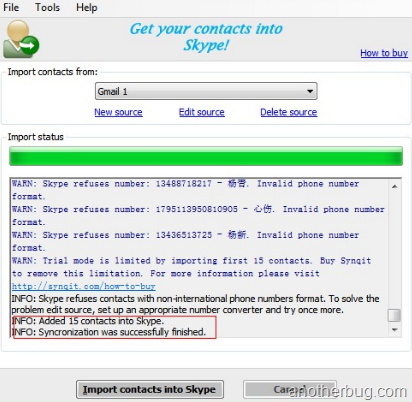 File Tools Help
Get your contacts into
Skype!
How to buy
Import contacts from:
Gmail 1
New source Edit source Delete source
Import status
WARN: Skype refuses number: 13488718217 - 杨青. Invalid phone number
format.
WARN: Skype refuses number: 1795113950810905 - 心伤. Invalid phone number
format.
WARN: Skype refuses number: 13436513725 - 杨新. Invalid phone number
format.
WARN: Trial mode is limited by importing first 15 contacts. Buy Synqit
to remove this limitation. For more information please visit
http://synqit.com/how-to-buy
INFO: Skype refuses contacts with non-international phone numbers format. To solve the
problem edit source, set up an appropriate number converter and try once more.
INFO: Added 15 contacts into Skype.
INFO: Syncronization was successfully finished.
Import contacts into Skype Cancel
anotherbug.com